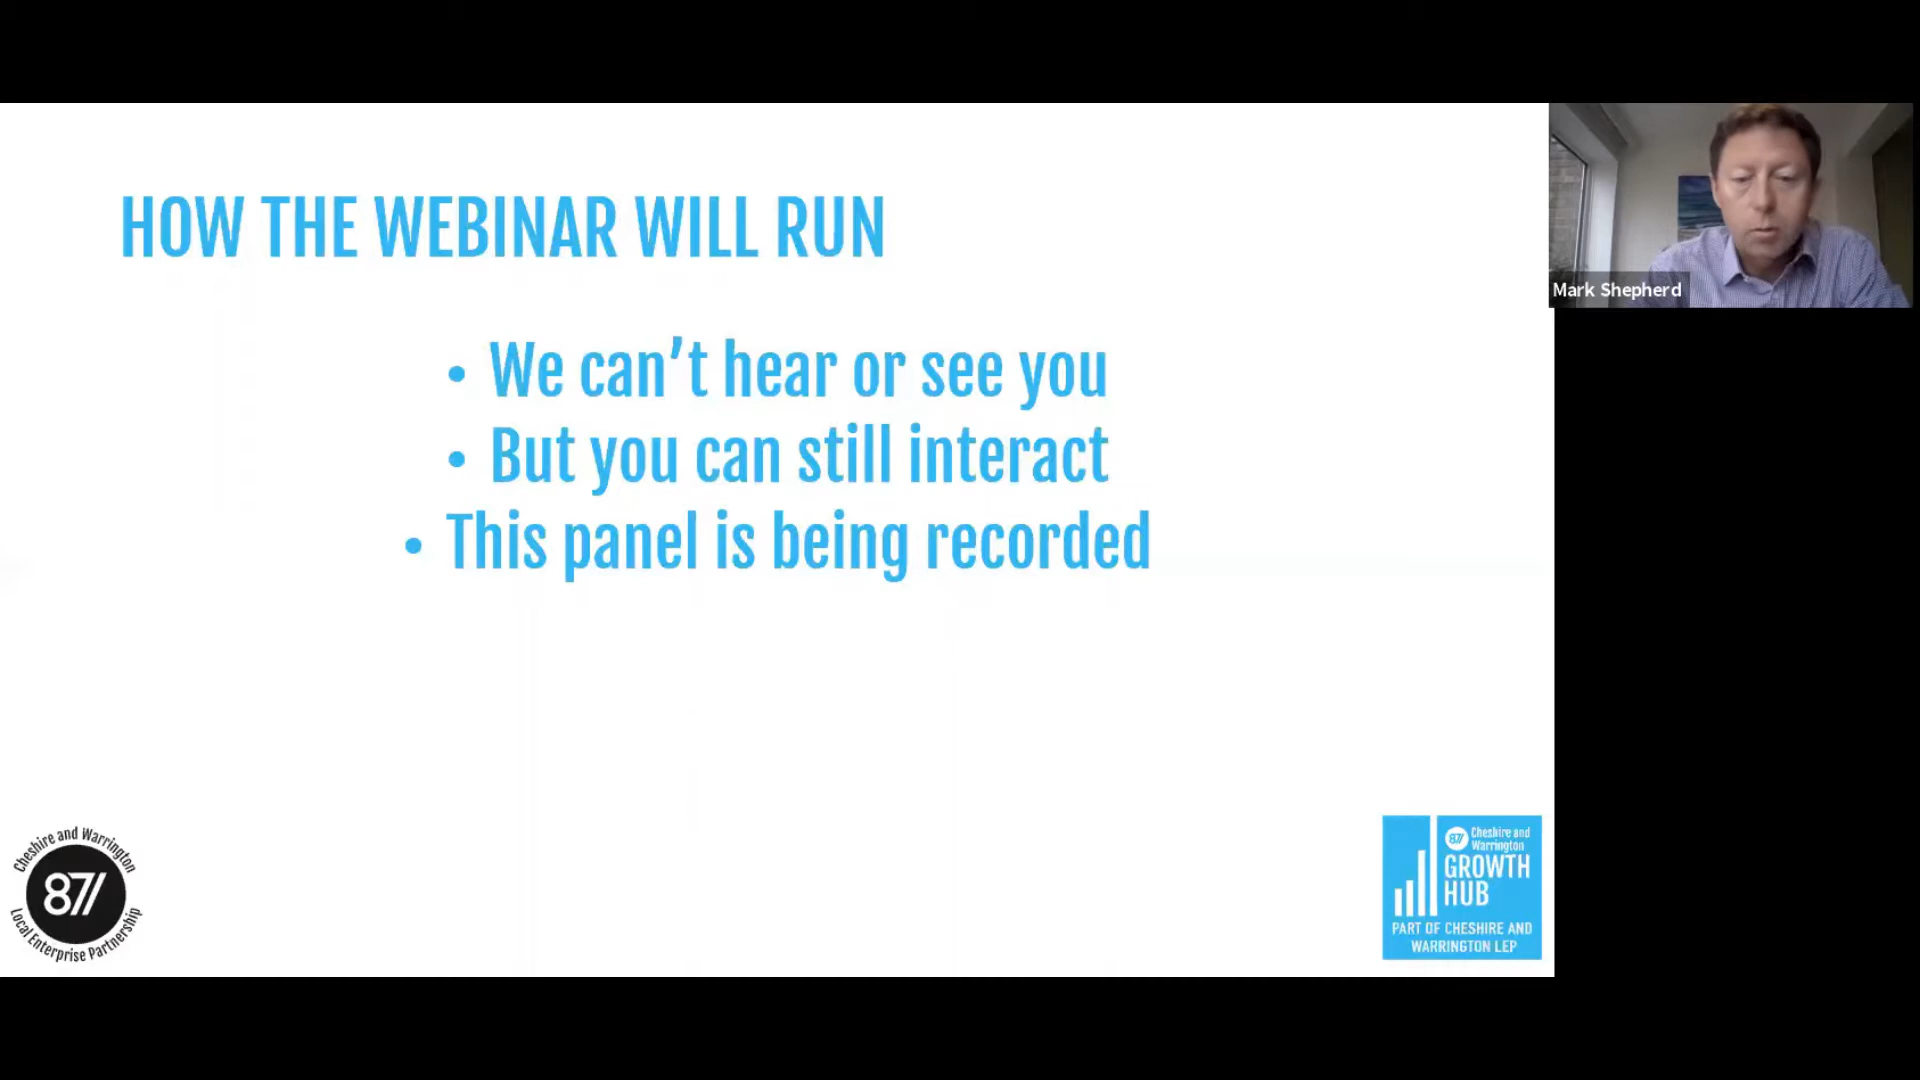 HOW THE WEBINAR WILL RUN
• We can’t hear or see you
• But you can still interact
• This panel is being recorded
Mark Shepherd
Cheshire and Warrington
87//
Local Enterprise Partnership
87// Cheshire and
Warrington
GROWTH
HUB
PART OF CHESHIRE AND
WARRINGTON LEP